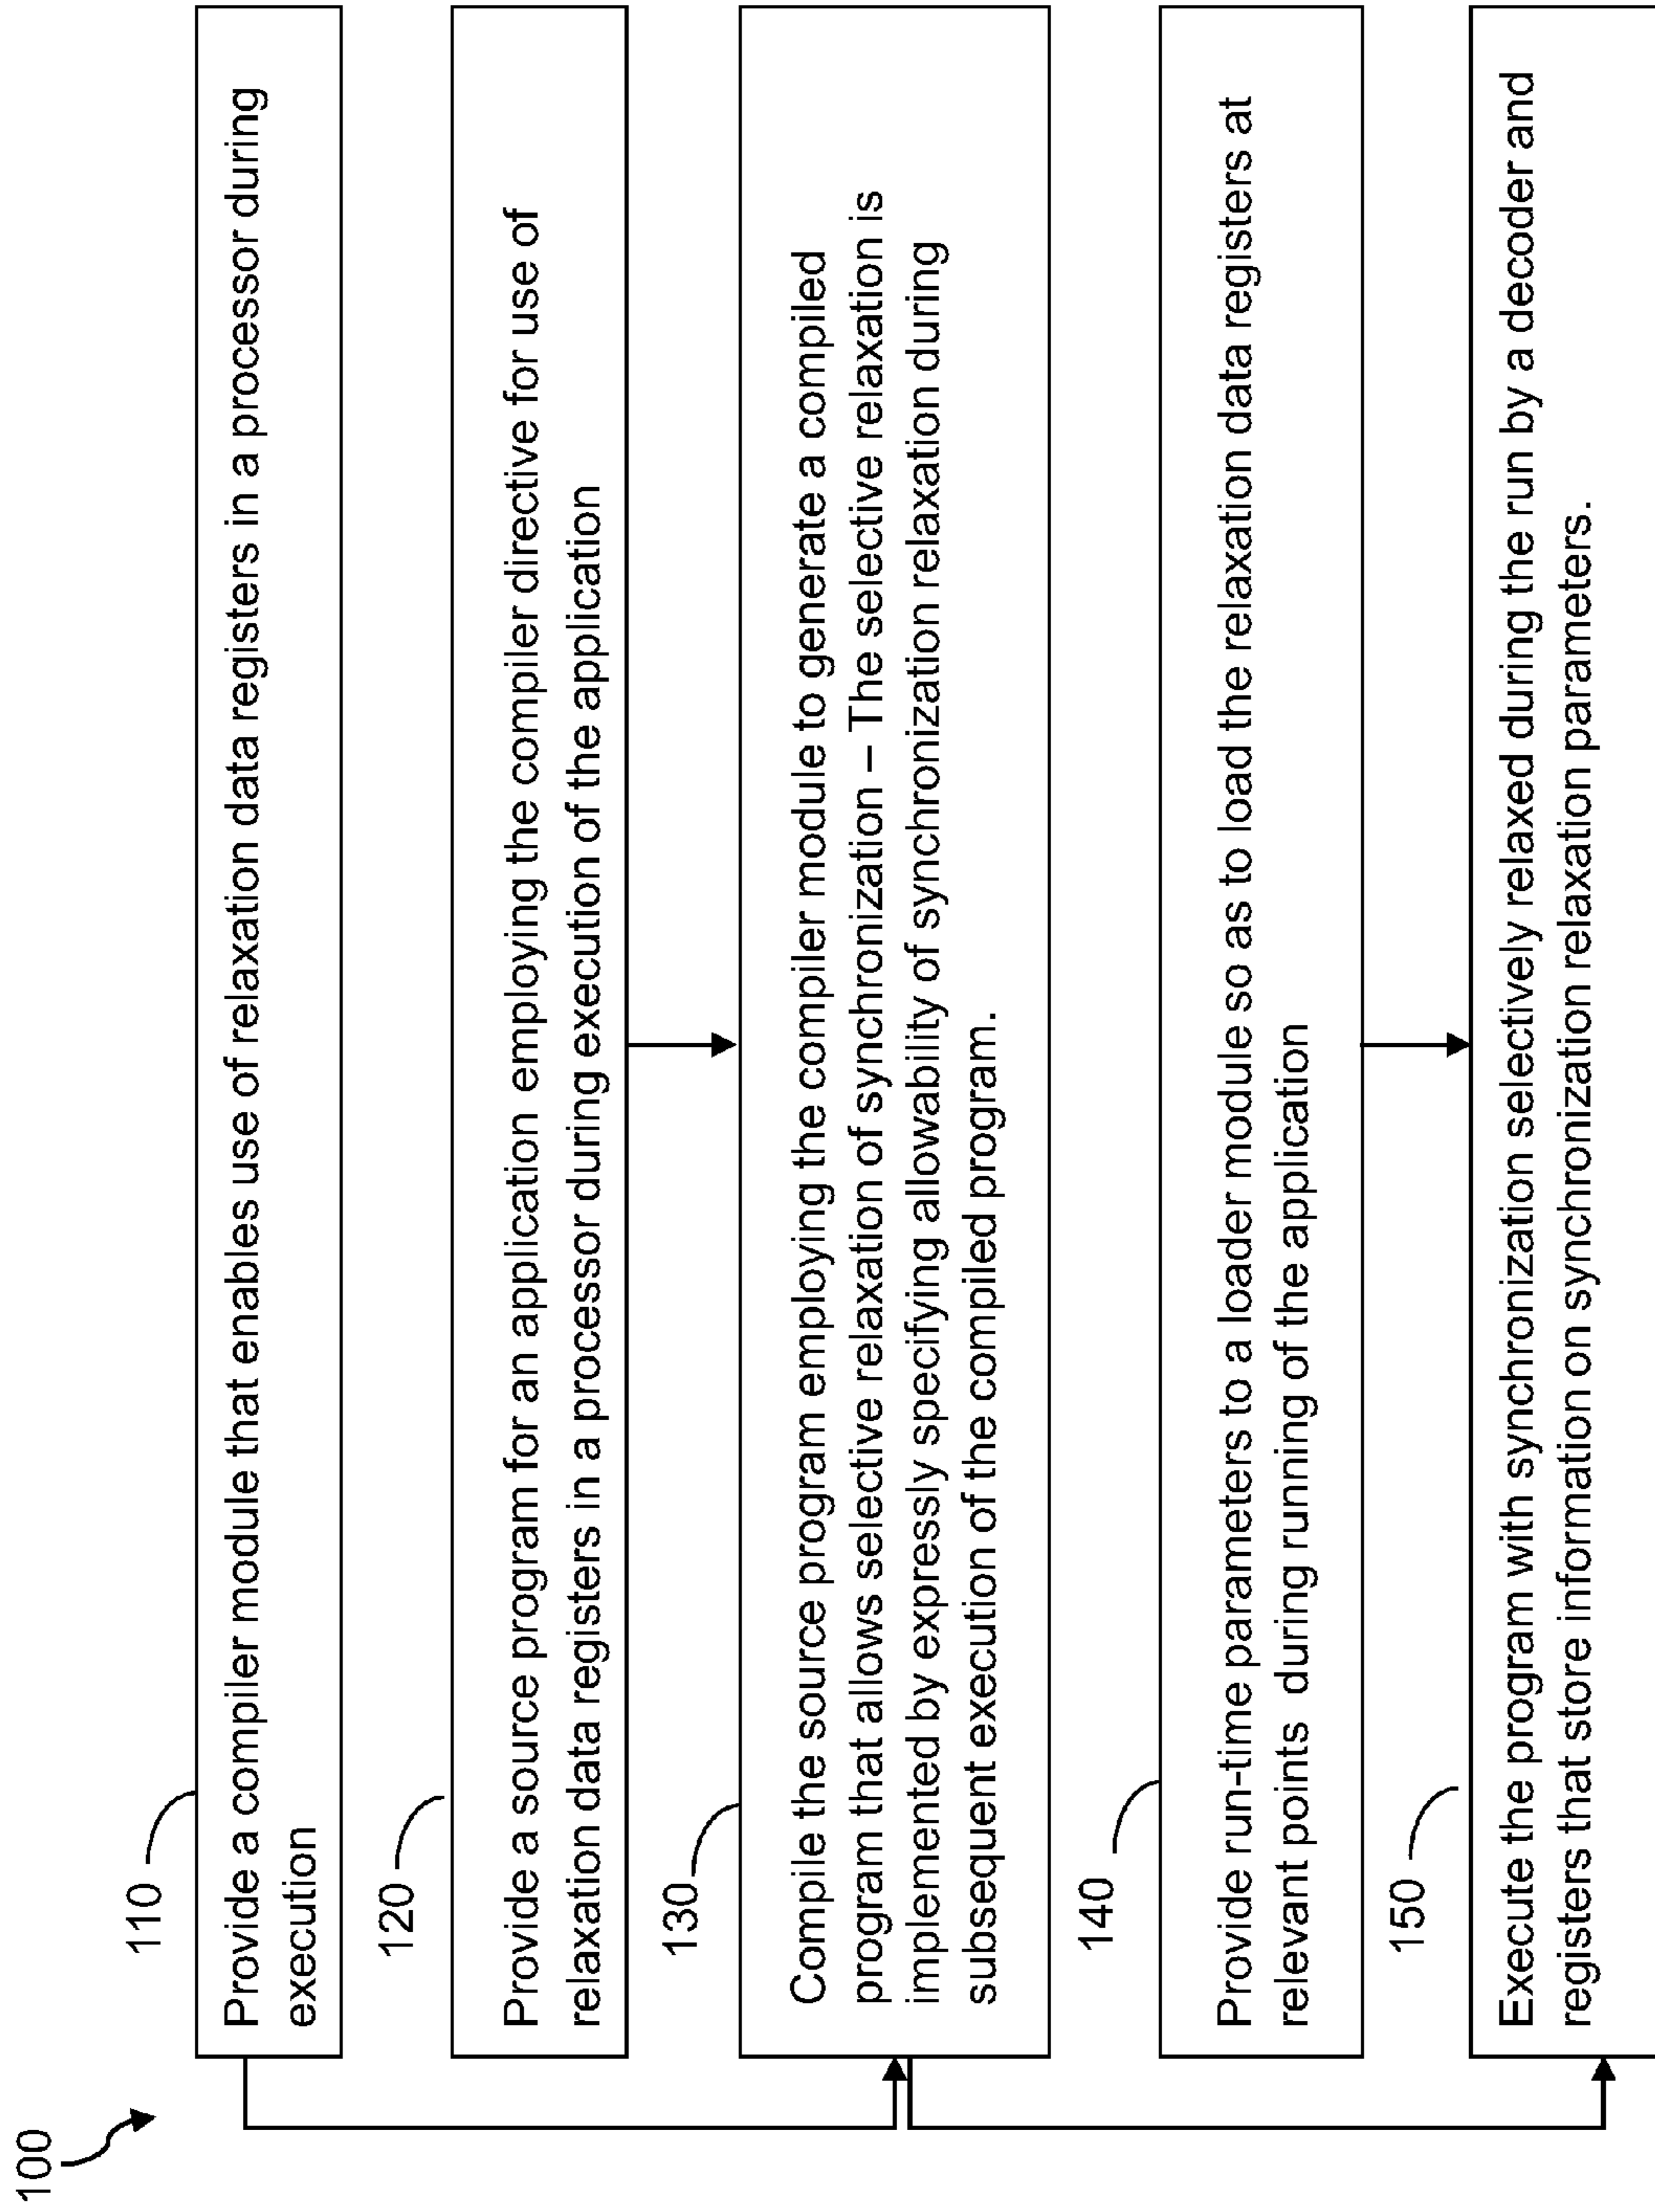 100
110
Provide a compiler module that enables use of relaxation data registers in a processor during
execution
120
Provide a source program for an application employing the compiler directive for use of
relaxation data registers in a processor during execution of the application
130
Compile the source program employing the compiler module to generate a compiled
program that allows selective relaxation of synchronization – The selective relaxation is
implemented by expressly specifying allowability of synchronization relaxation during
subsequent execution of the compiled program.
140
Provide run-time parameters to a loader module so as to load the relaxation data registers at
relevant points during running of the application
150
Execute the program with synchronization selectively relaxed during the run by a decoder and
registers that store information on synchronization relaxation parameters.